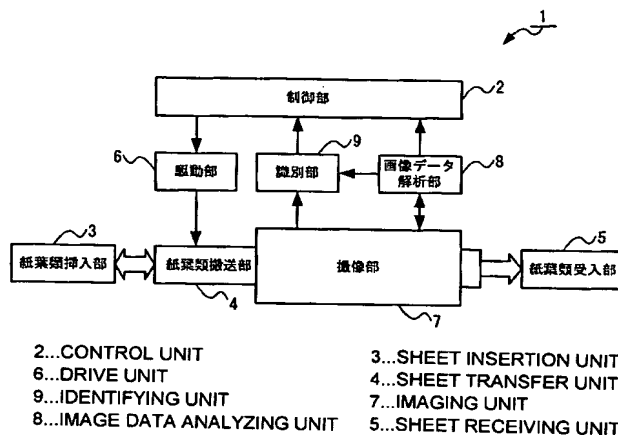 1
制御部
2
6
駆動部
識別部
9
画像データ
解析部
8
3
紙葉類挿入部
紙葉類搬送部
4
撮像部
7
5
紙葉類受入部
2...CONTROL UNIT
6...DRIVE UNIT
9...IDENTIFYING UNIT
8...IMAGE DATA ANALYZING UNIT
3...SHEET INSERTION UNIT
4...SHEET TRANSFER UNIT
7...IMAGING UNIT
5...SHEET RECEIVING UNIT